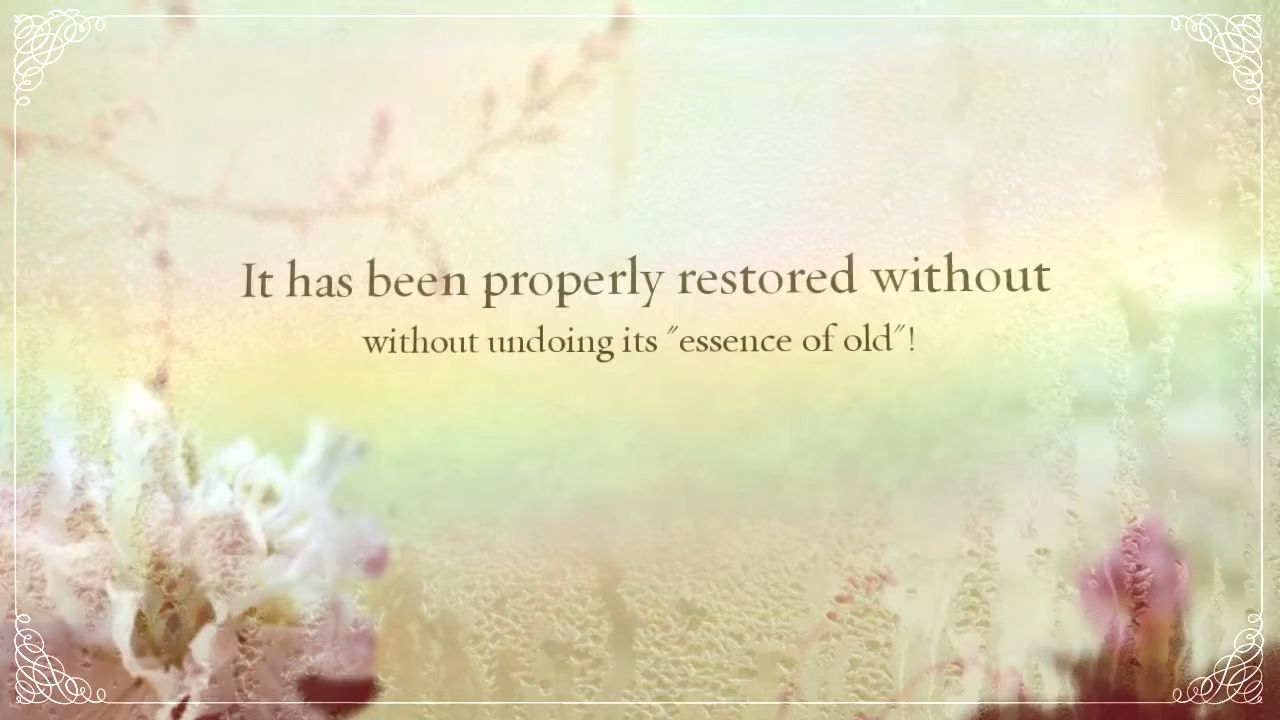 It has been properly restored without
without undoing its "essence of old"!